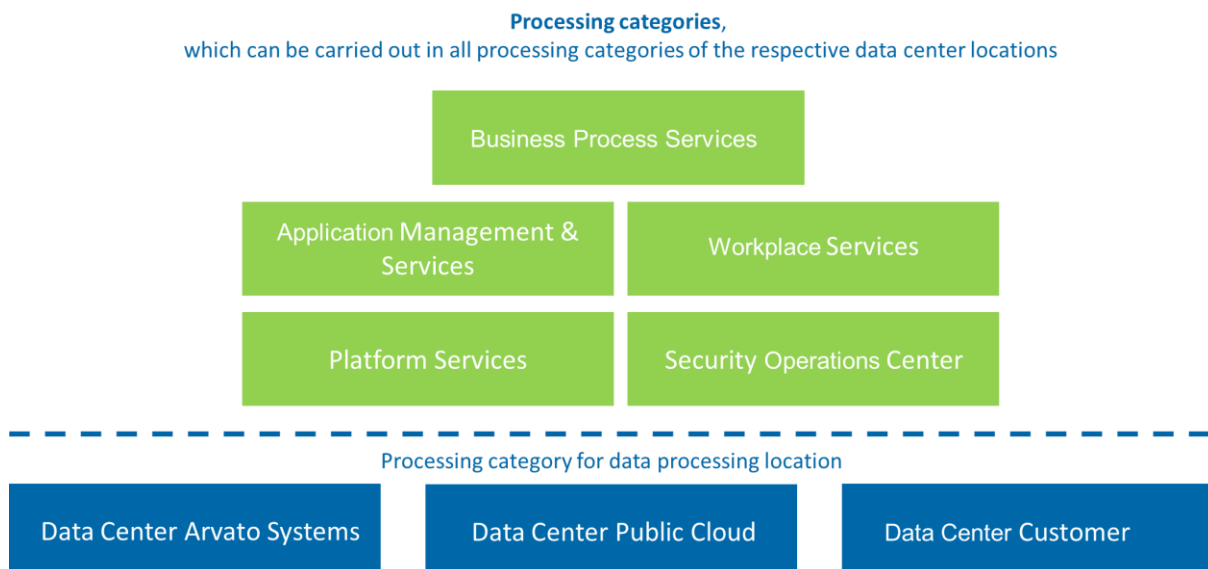 Processing categories,
which can be carried out in all processing categories of the respective data center locations
Business Process Services
Application Management &
Services
Workplace Services
Platform Services
Security Operations Center
Processing category for data processing location
Data Center Arvato Systems
Data Center Public Cloud
Data Center Customer